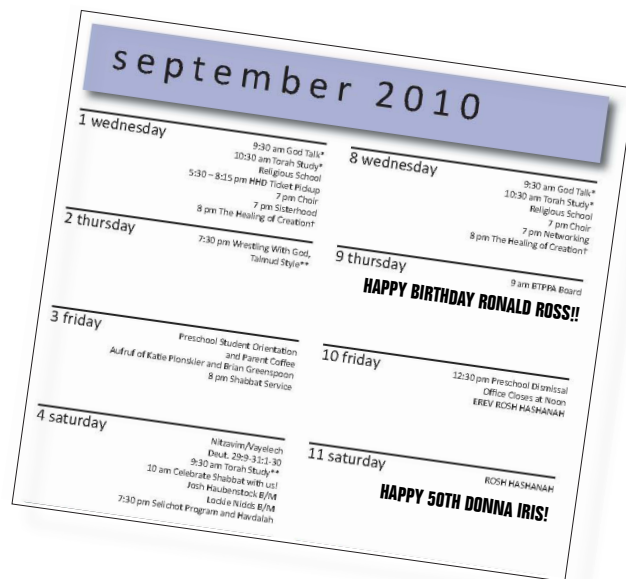 september 2010
1 wednesday
9:30 am God Talk*
10:30 am Torah Study*
Religious School
5:30 – 8:15 pm HHD Ticket Pickup
7 pm Choir
7 pm Sisterhood
8 pm The Healing of Creation†
2 thursday
7:30 pm Wrestling With God,
Talmud Style**
3 friday
Preschool Student Orientation
and Parent Coffee
Aufruf of Katie Plonskier and Brian Greenspoon
8 pm Shabbat Service
4 saturday
Nitzavim/Vayelech
Deut. 29:9-31:1-30
9:30 am Torah Study**
10 am Celebrate Shabbat with us!
Josh Haubenstock B/M
Lockie Nidds B/M
7:30 pm Selichot Program and Havdalah
8 wednesday
9:30 am God Talk*
10:30 am Torah Study*
Religious School
7 pm Choir
7 pm Networking
8 pm The Healing of Creation†
9 thursday
9 am BTPPA Board
HAPPY BIRTHDAY RONALD ROSS!!
10 friday
12:30 pm Preschool Dismissal
Office Closes at Noon
EREV ROSH HASHANAH
11 saturday
ROSH HASHANAH
HAPPY 50TH DONNA IRIS!